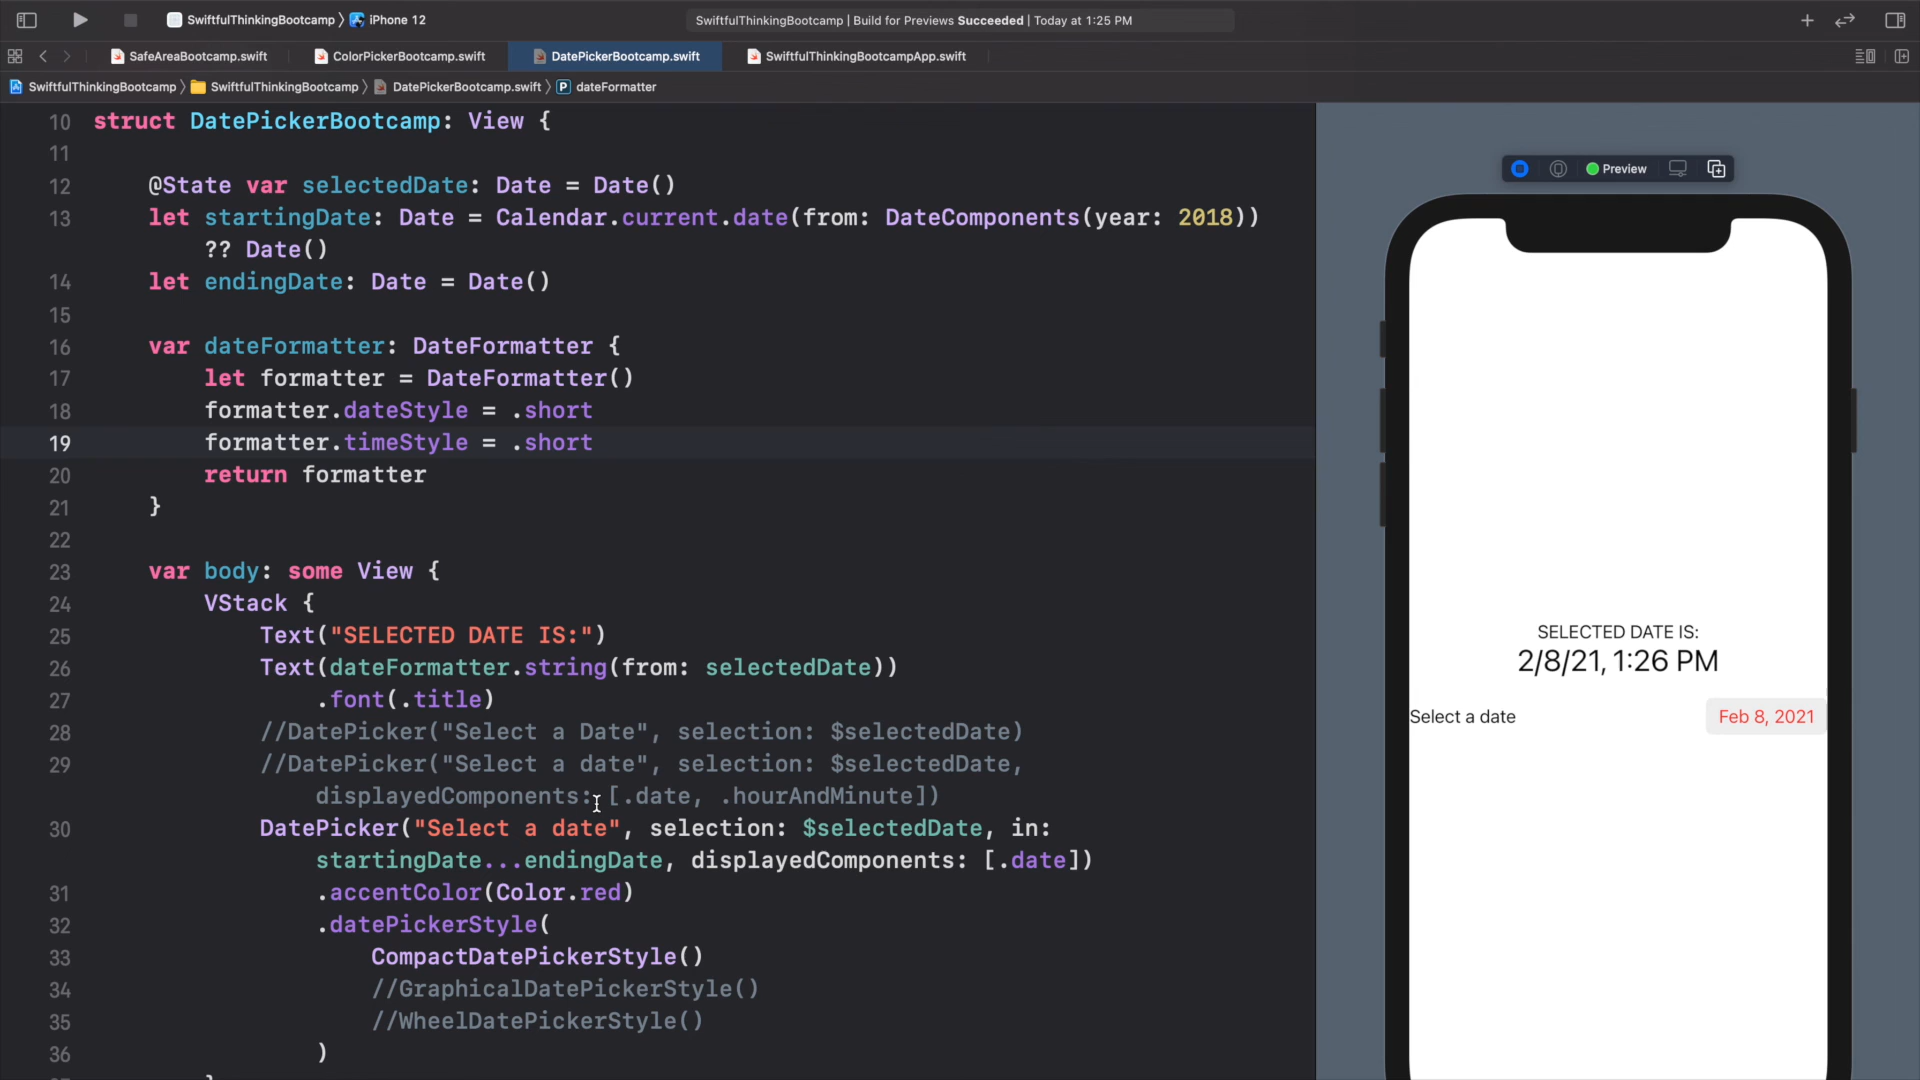 SwiftfulThinkingBootcamp 〉 iPhone 12
SwiftfulThinkingBootcamp | Build for Previews Succeeded | Today at 1:25 PM
SafeAreaBootcamp.swift
ColorPickerBootcamp.swift
DatePickerBootcamp.swift
SwiftfulThinkingBootcampApp.swift
SwiftfulThinkingBootcamp 〉 SwiftfulThinkingBootcamp 〉 DatePickerBootcamp.swift 〉 P dateFormatter
10 struct DatePickerBootcamp: View {
11
12 @State var selectedDate: Date = Date()
13 let startingDate: Date = Calendar.current.date(from: DateComponents(year: 2018))
?? Date()
14 let endingDate: Date = Date()
15
16 var dateFormatter: DateFormatter {
17 let formatter = DateFormatter()
18 formatter.dateStyle = .short
19 formatter.timeStyle = .short
20 return formatter
21 }
22
23 var body: some View {
24 VStack {
25 Text("SELECTED DATE IS:")
26 Text(dateFormatter.string(from: selectedDate))
27 .font(.title)
28 //DatePicker("Select a Date", selection: $selectedDate)
29 //DatePicker("Select a date", selection: $selectedDate,
displayedComponents: [.date, .hourAndMinute])
30 DatePicker("Select a date", selection: $selectedDate, in:
startingDate...endingDate, displayedComponents: [.date])
31 .accentColor(Color.red)
32 .datePickerStyle(
33 CompactDatePickerStyle()
34 //GraphicalDatePickerStyle()
35 //WheelDatePickerStyle()
36 )
Preview
SELECTED DATE IS:
2/8/21, 1:26 PM
Select a date
Feb 8, 2021